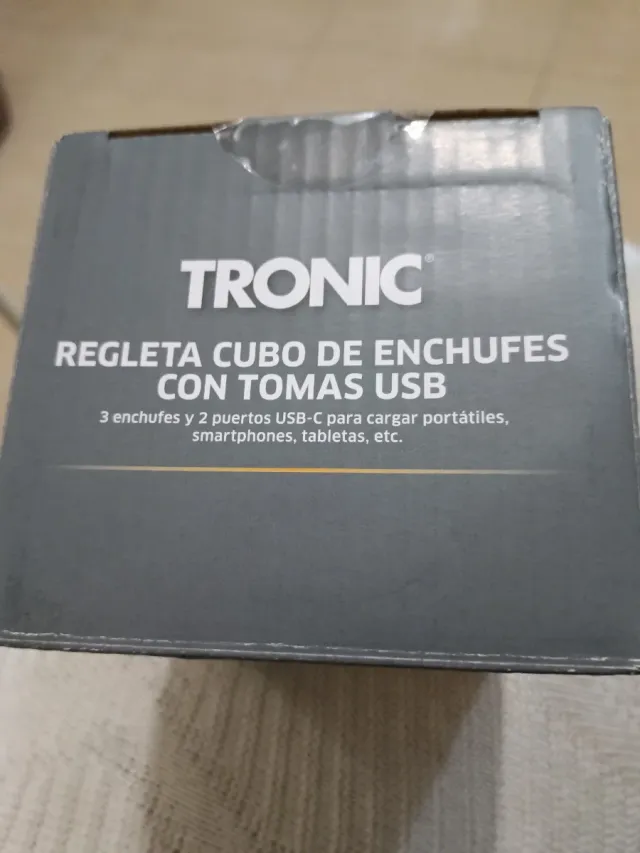 TRONIC®
REGLETA CUBO DE ENCHUFES
CON TOMAS USB
3 enchufes y 2 puertos USB-C para cargar portátiles,
smartphones, tabletas, etc.